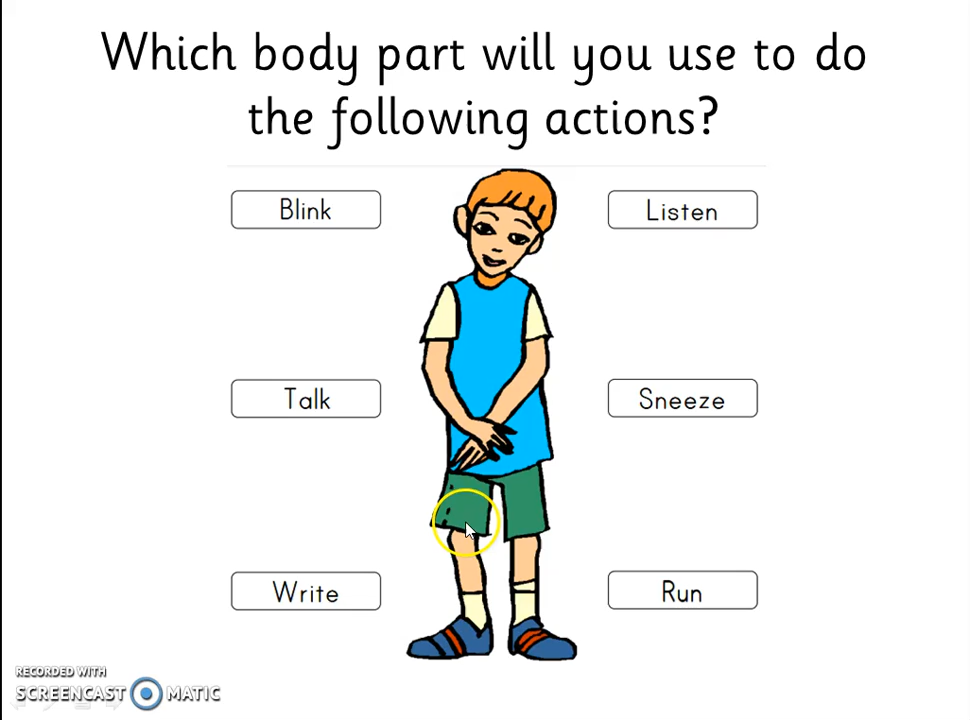 Which body part will you use to do
the following actions?
Blink
Listen
Talk
Sneeze
Write
Run
RECORDED WITH
SCREENCAST MATIC